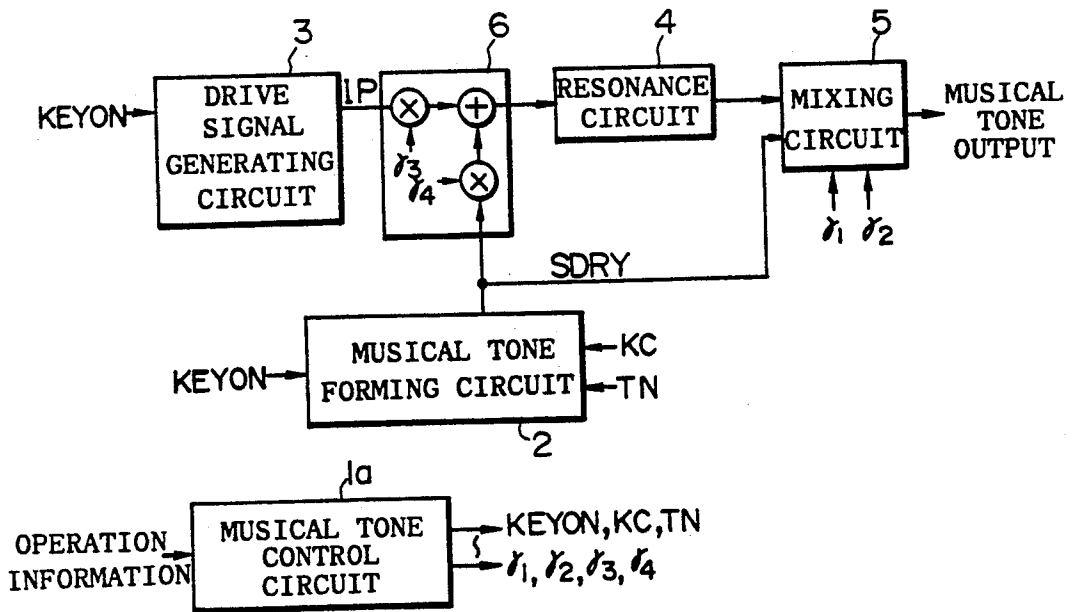 3
6
4
5
KEYON
DRIVE
SIGNAL
GENERATING
CIRCUIT
IP
×
+
γ3
γ4
×
RESONANCE
CIRCUIT
MIXING
CIRCUIT
MUSICAL
TONE
OUTPUT
γ1 γ2
SDRY
KEYON
MUSICAL TONE
FORMING CIRCUIT
KC
TN
2
1a
OPERATION
INFORMATION
MUSICAL TONE
CONTROL
CIRCUIT
KEYON,KC,TN
γ1, γ2, γ3, γ4